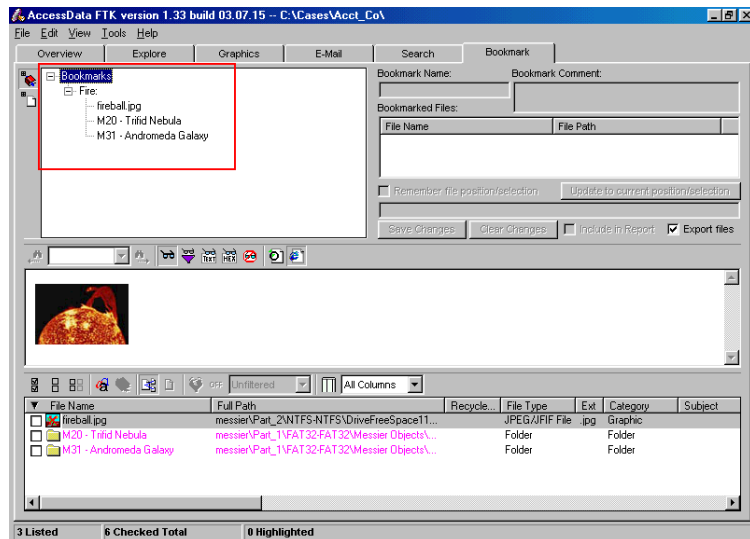 AccessData FTK version 1.33 build 03.07.15 -- C:\Cases\Acct_Co\
File Edit View Tools Help
Overview Explore Graphics E-Mail Search Bookmark
Bookmarks
Fire:
fireball.jpg
M20 - Trifid Nebula
M31 - Andromeda Galaxy
Bookmark Name: Bookmark Comment:
Bookmarked Files:
File Name File Path
Remember file position/selection Update to current position/selection
Save Changes Clear Changes Include in Report Export files
TEXT HEX
OFF Unfiltered All Columns
File Name Full Path Recycle... File Type Ext Category Subject
fireball.jpg messier\Part_2\NTFS-NTFS\DriveFreeSpace11... JPEG/JFIF File .jpg Graphic
M20 - Trifid Nebula messier\Part_1\FAT32-FAT32\Messier Objects\... Folder Folder
M31 - Andromeda Galaxy messier\Part_1\FAT32-FAT32\Messier Objects\... Folder Folder
3 Listed 6 Checked Total 0 Highlighted